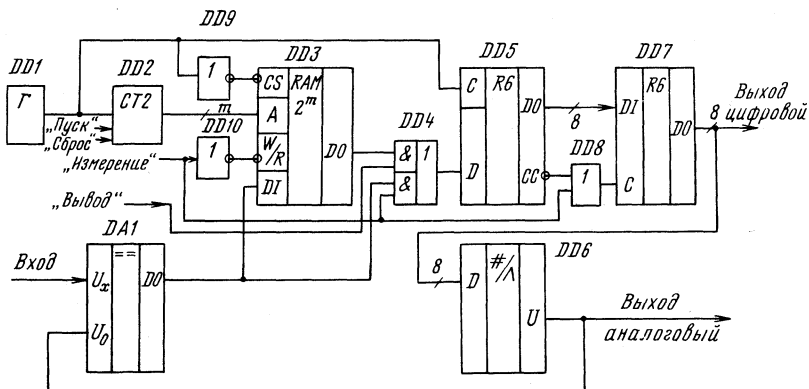 DD9
DD1 DD2 DD3 DD5 DD7
Г CT2 1 CS RAM 2^m C RG DO DI RG DO
m A DD4 8 8 Выход цифровой
„Пуск“
„Сброс“ DD10
„Измерение“ 1 W/R DO & 1 DD8
DI & D CC 1 C
„Вывод“
DA1 DD6
Вход Uₓ == DO 8 D #/Λ Выход
U₀ U аналоговый